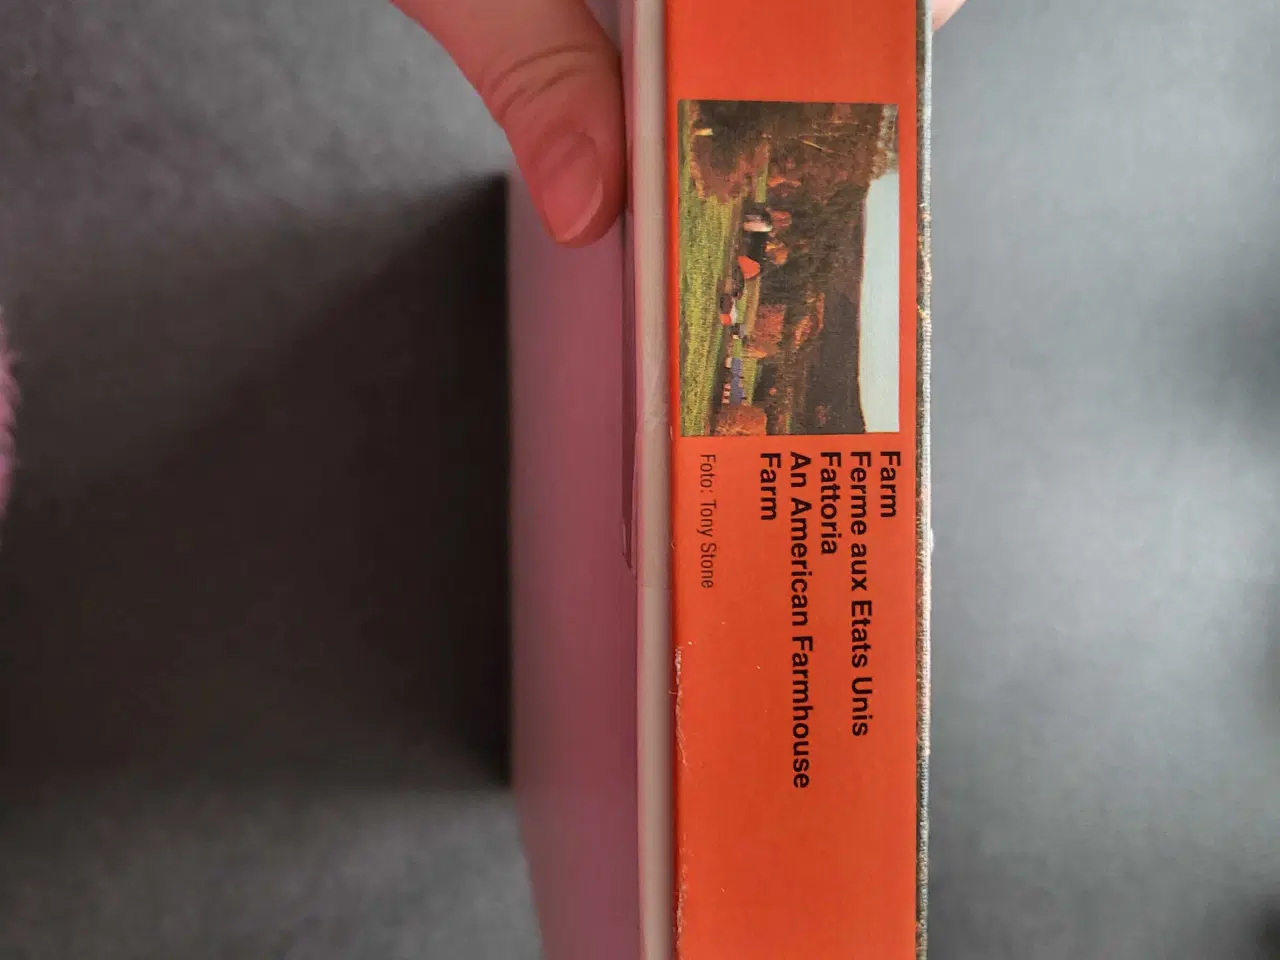 Farm
Ferme aux Etats Unis
Fattoria
An American Farmhouse
Farm
Foto: Tony Stone